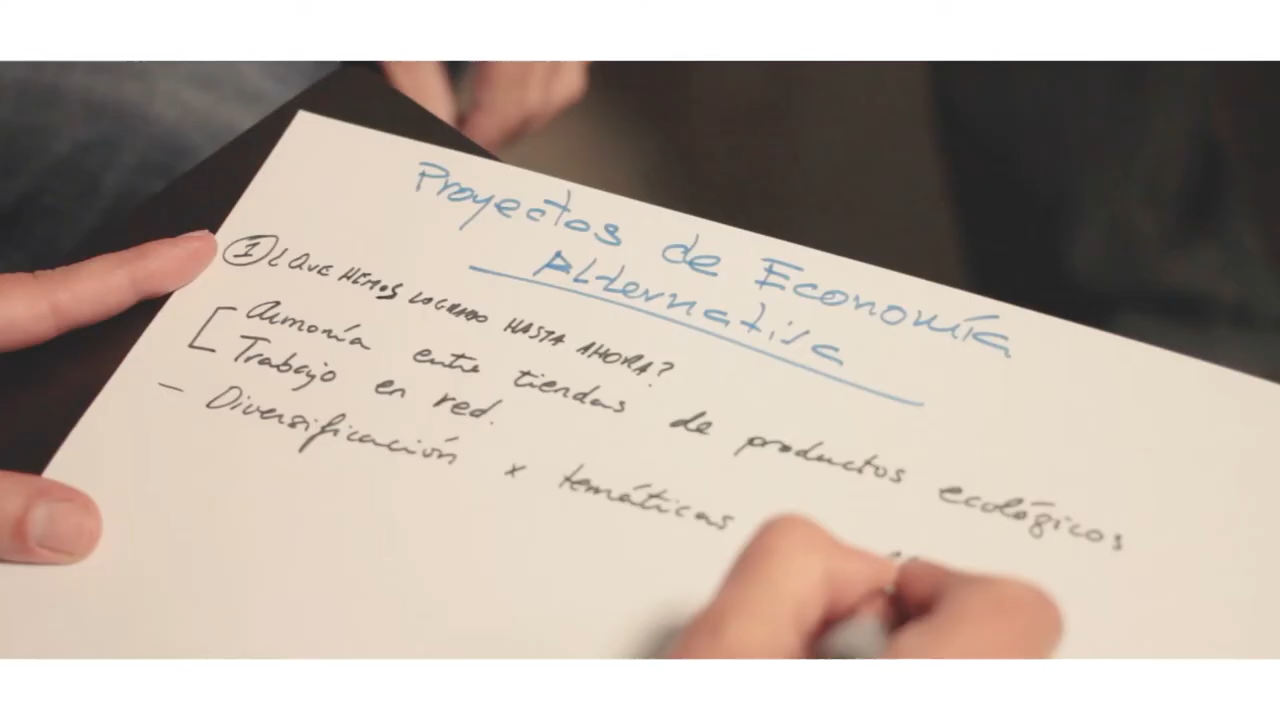 Proyectos de Economía
Alternativa
1 ¿QUE HEMOS LOGRADO HASTA AHORA?
Armonía entre tiendas de productos ecológicos
Trabajo en red.
- Diversificación x temáticas